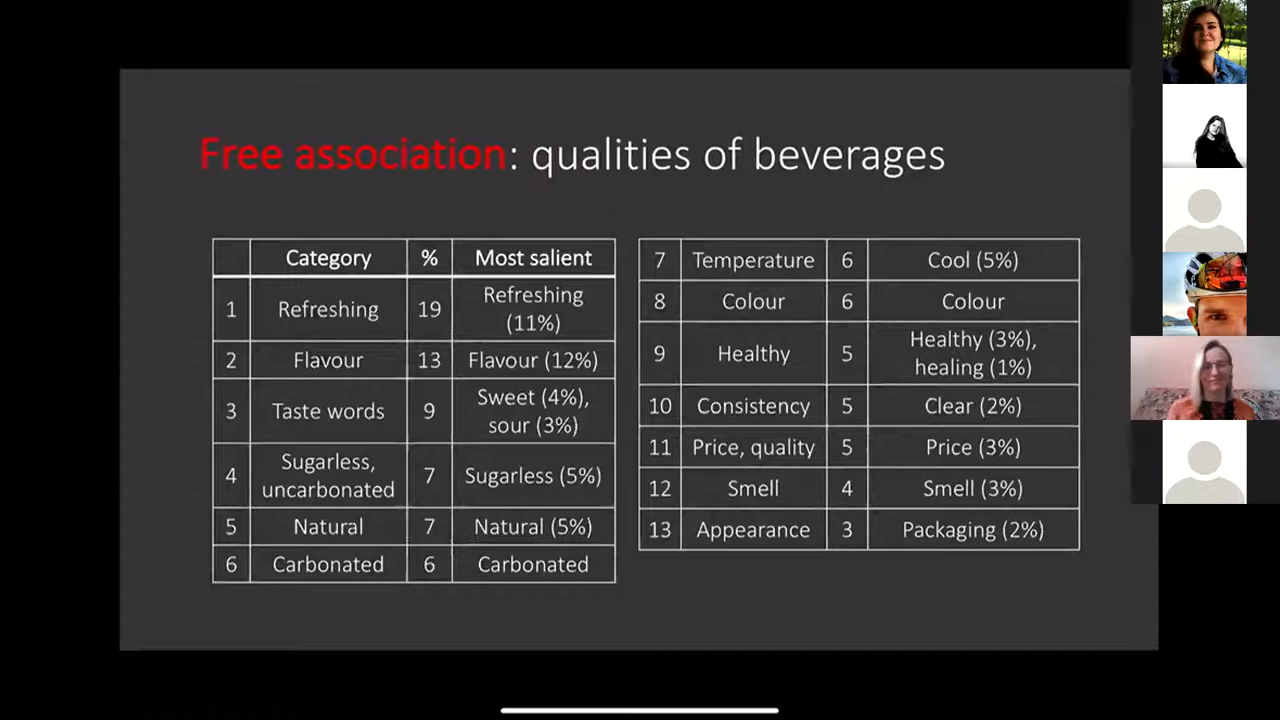 Free association: qualities of beverages
Category % Most salient
1 Refreshing 19 Refreshing
(11%)
2 Flavour 13 Flavour (12%)
3 Taste words 9 Sweet (4%),
sour (3%)
4 Sugarless,
uncarbonated 7 Sugarless (5%)
5 Natural 7 Natural (5%)
6 Carbonated 6 Carbonated
7 Temperature 6 Cool (5%)
8 Colour 6 Colour
9 Healthy 5 Healthy (3%),
healing (1%)
10 Consistency 5 Clear (2%)
11 Price, quality 5 Price (3%)
12 Smell 4 Smell (3%)
13 Appearance 3 Packaging (2%)